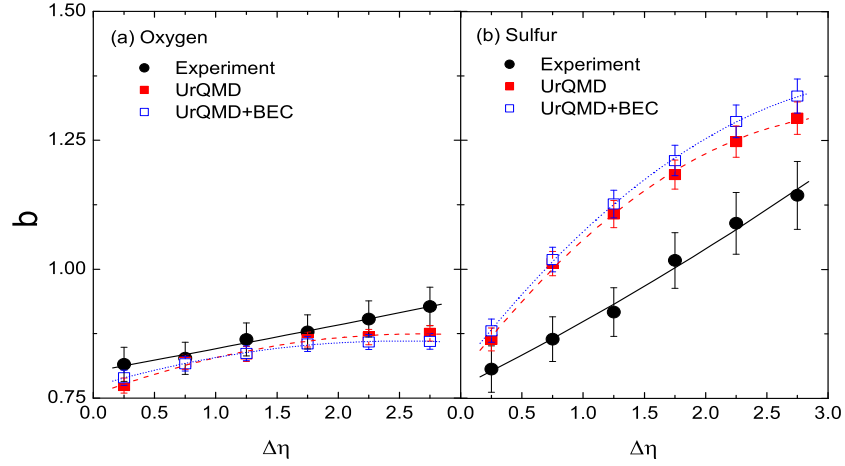 1.50
(a) Oxygen
(b) Sulfur
Experiment
UrQMD
UrQMD+BEC
Experiment
UrQMD
UrQMD+BEC
1.25
b
1.00
0.75
0.0 0.5 1.0 1.5 2.0 2.5 0.0 0.5 1.0 1.5 2.0 2.5 3.0
Δη Δη